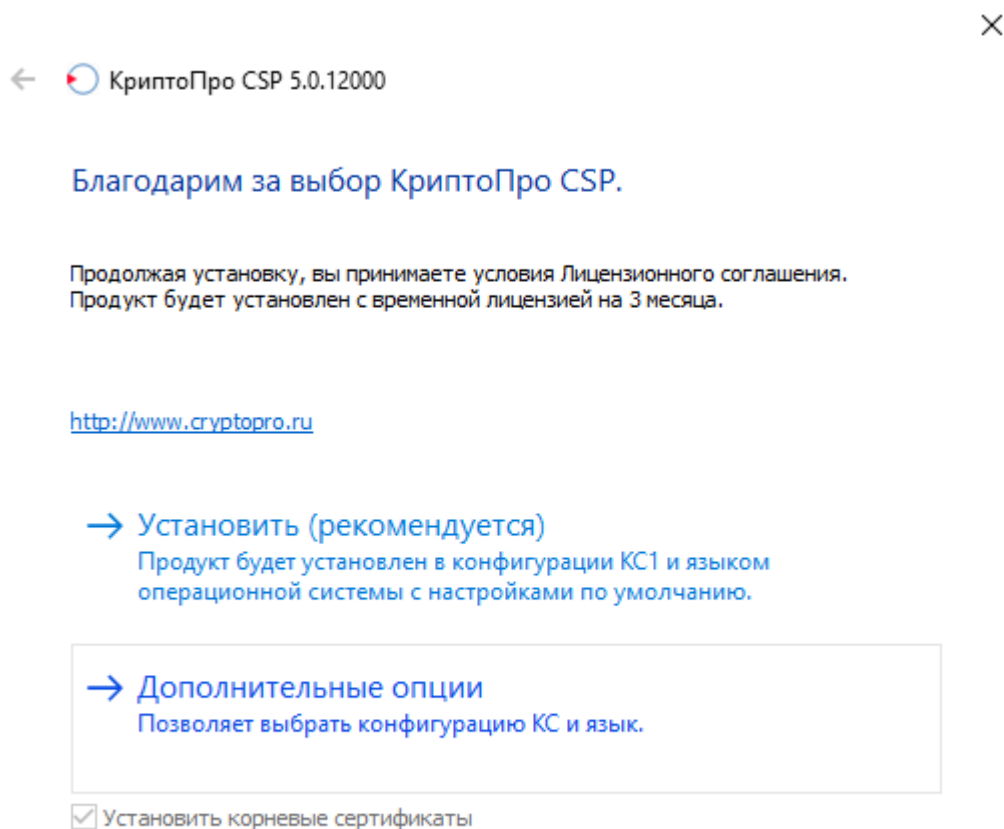 КриптоПро CSP 5.0.12000
Благодарим за выбор КриптоПро CSP.
Продолжая установку, вы принимаете условия Лицензионного соглашения.
Продукт будет установлен с временной лицензией на 3 месяца.
http://www.cryptopro.ru
Установить (рекомендуется)
Продукт будет установлен в конфигурации КС1 и языком
операционной системы с настройками по умолчанию.
Дополнительные опции
Позволяет выбрать конфигурацию КС и язык.
Установить корневые сертификаты